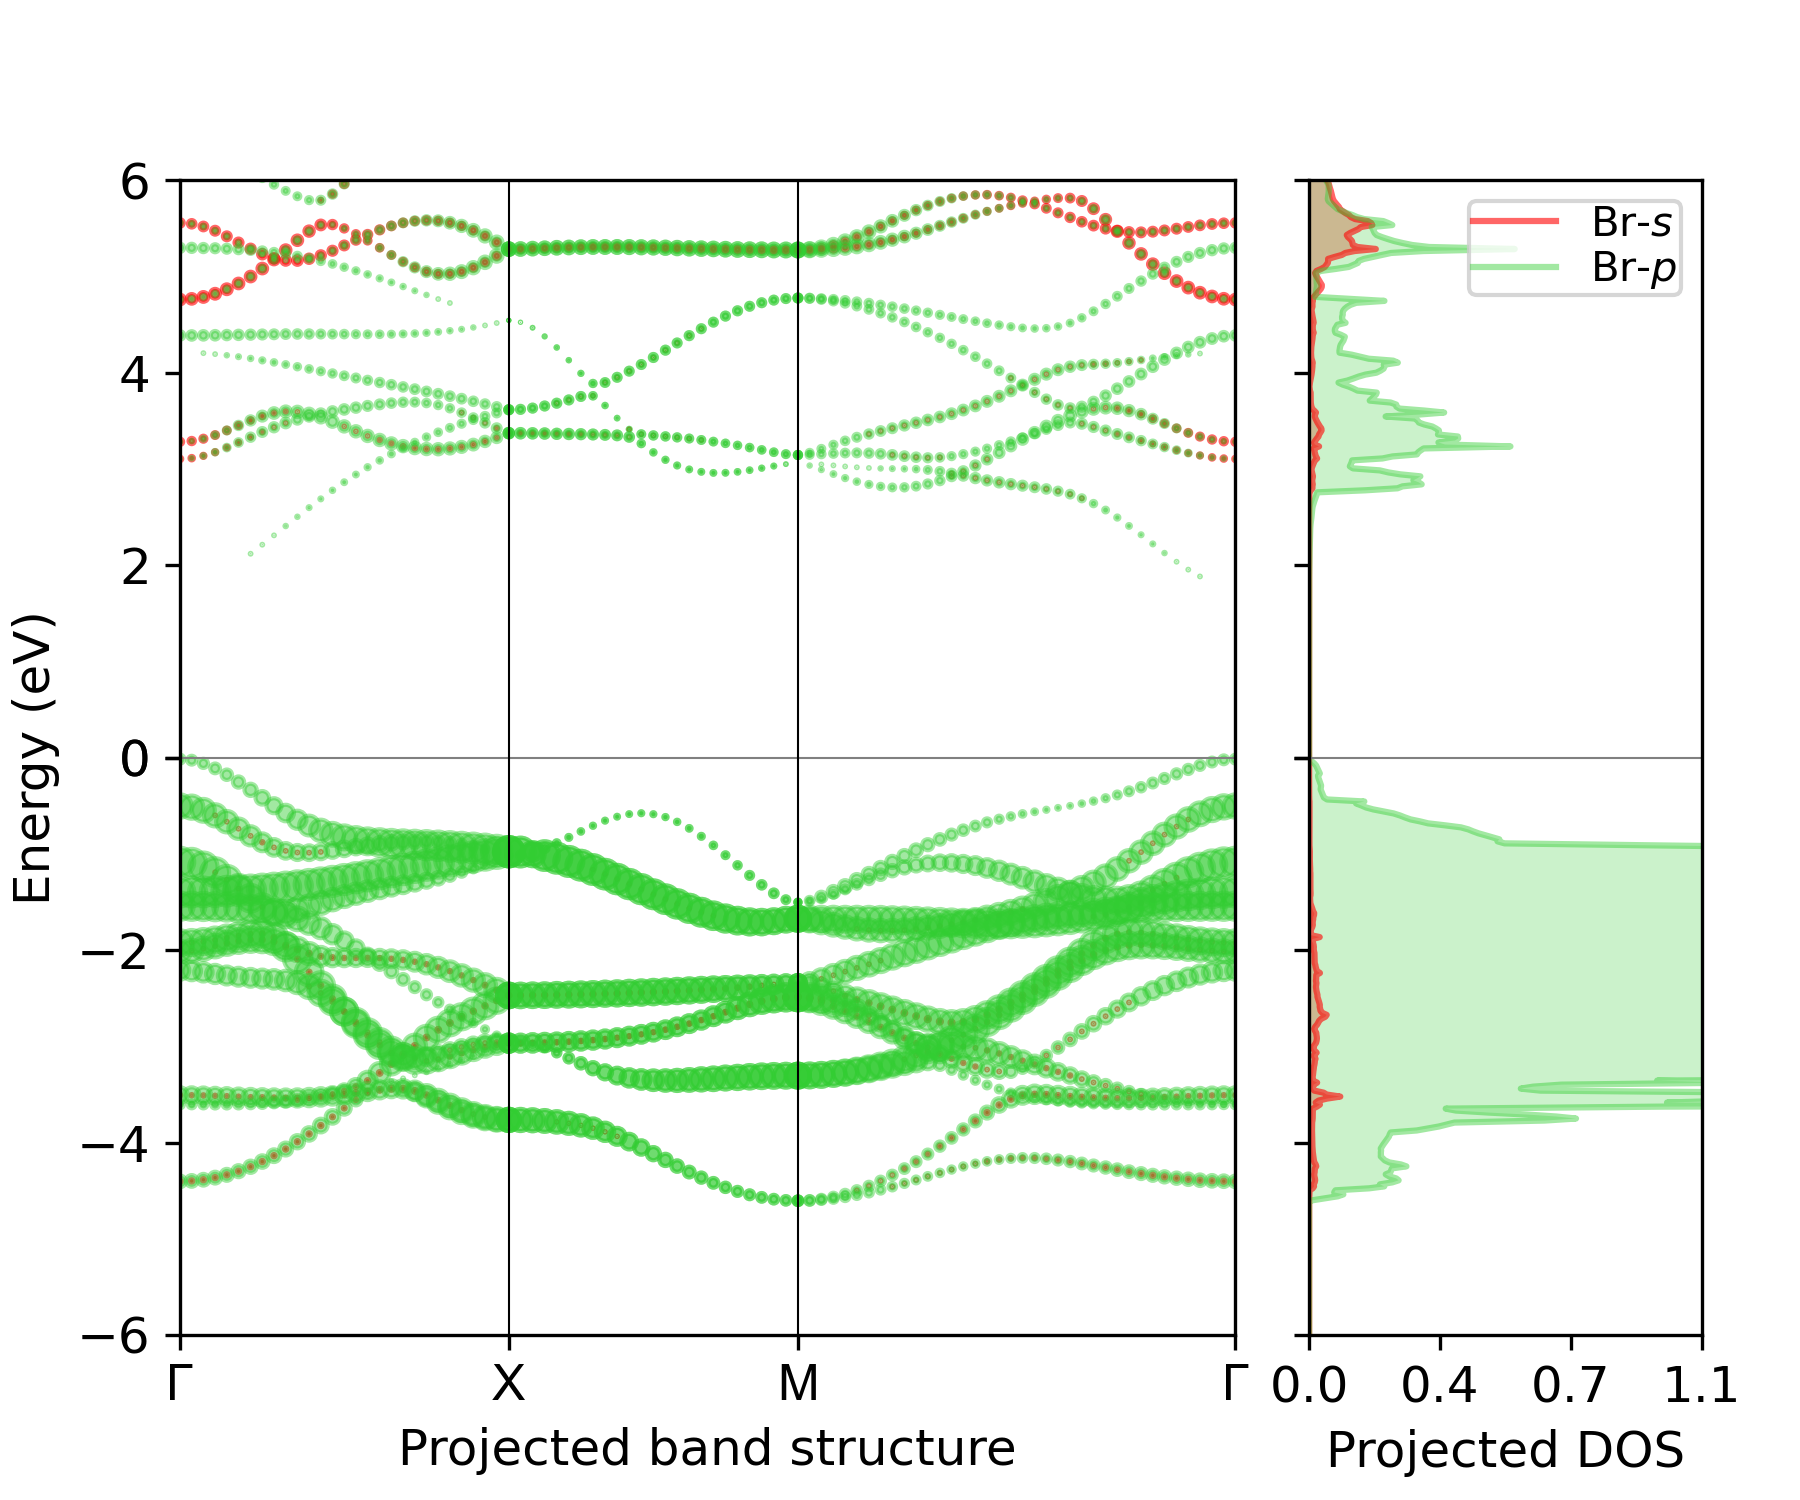 6
4
2
0
−2
−4
−6
Energy (eV)
Γ
X
M
Γ
Projected band structure
Br-s
Br-p
0.0
0.4
0.7
1.1
Projected DOS